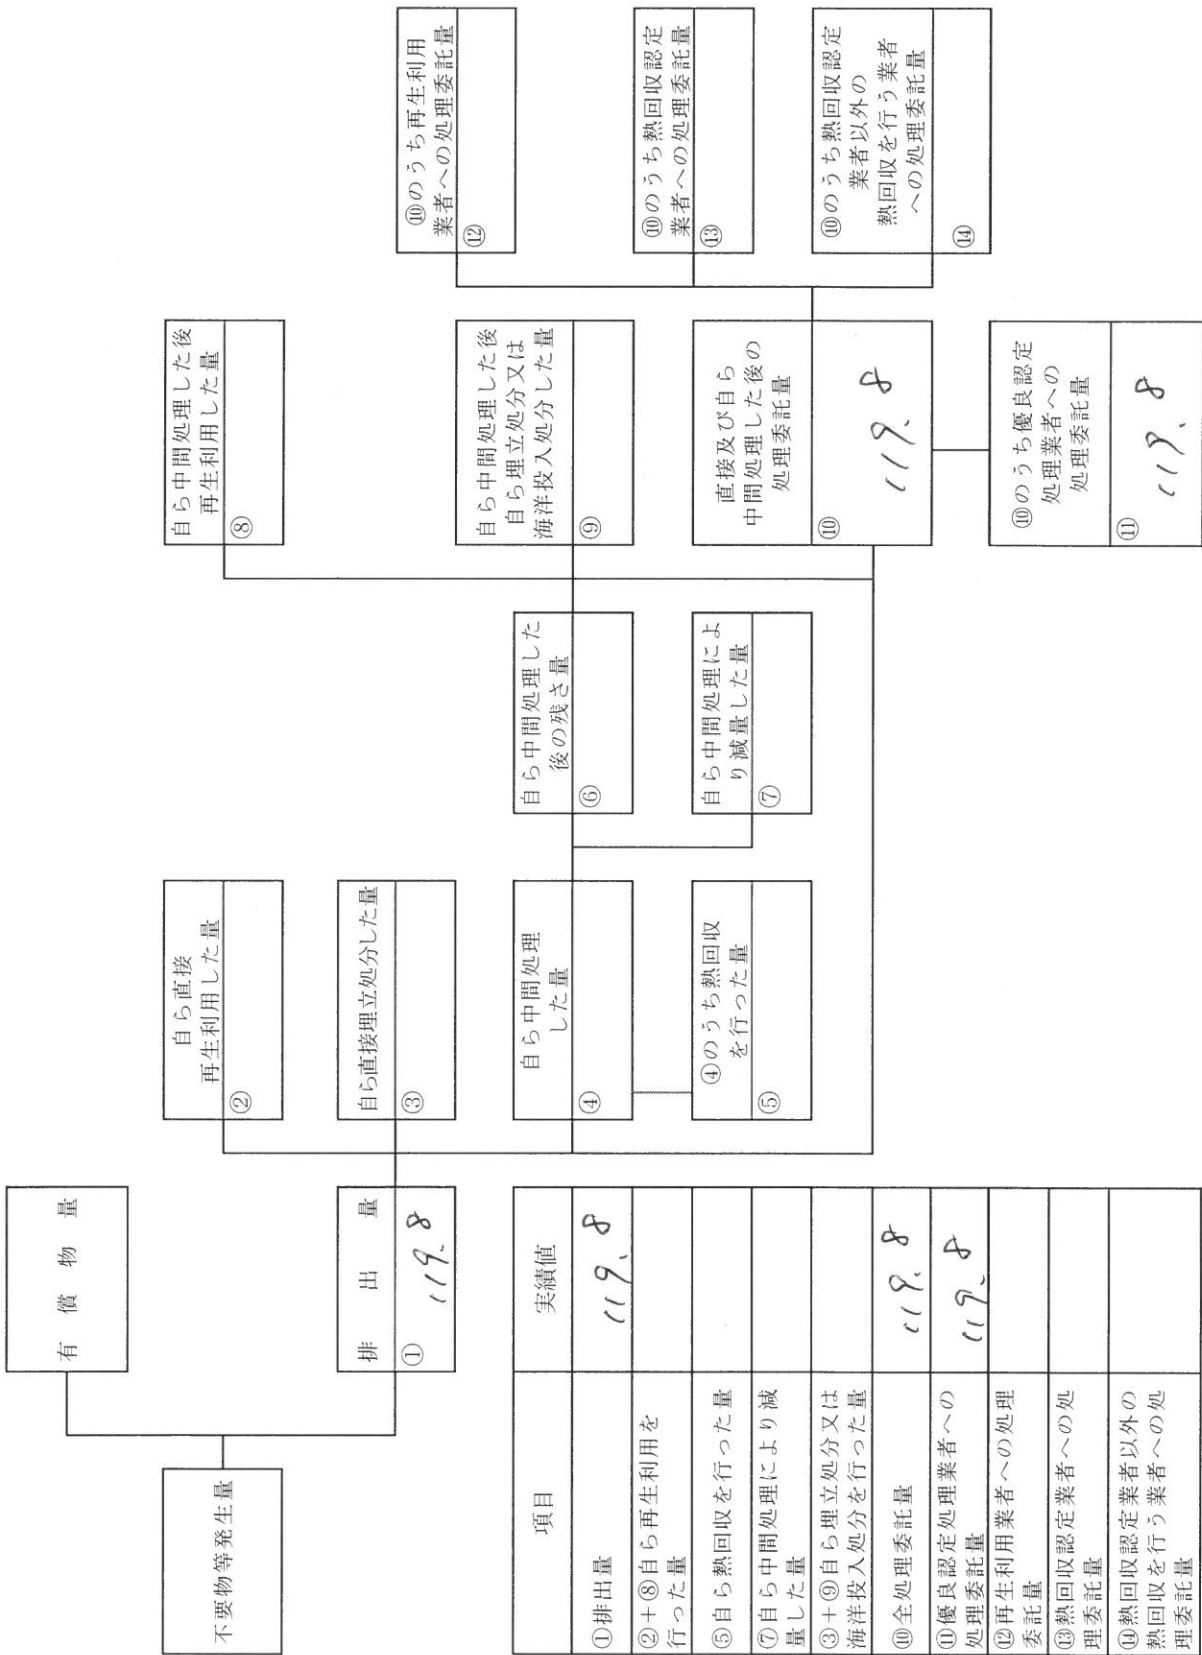 不要物等発生量
有償物量
排出量
①
119.8
自ら直接
再生利用した量
②
自ら直接埋立処分した量
③
自ら中間処理
した量
④
④のうち熱回収
を行った量
⑤
自ら中間処理した
後の残さ量
⑥
自ら中間処理によ
り減量した量
⑦
自ら中間処理した後
再生利用した量
⑧
自ら中間処理した後
自ら埋立処分又は
海洋投入処分した量
⑨
直接及び自ら
中間処理した後の
処理委託量
⑩
119.8
⑩のうち優良認定
処理業者への
処理委託量
⑪
119.8
⑩のうち再生利用
業者への処理委託量
⑫
⑩のうち熱回収認定
業者への処理委託量
⑬
⑩のうち熱回収認定
業者以外の
熱回収を行う業者
への処理委託量
⑭
項目 実績値
①排出量 119.8
②+⑧自ら再生利用を
行った量
⑤自ら熱回収を行った量
⑦自ら中間処理により減
量した量
③+⑨自ら埋立処分又は
海洋投入処分を行った量
⑩全処理委託量 119.8
⑪優良認定処理業者への
処理委託量 119.8
⑫再生利用業者への処理
委託量
⑬熱回収認定業者への処
理委託量
⑭熱回収認定業者以外の
熱回収を行う業者への処
理委託量